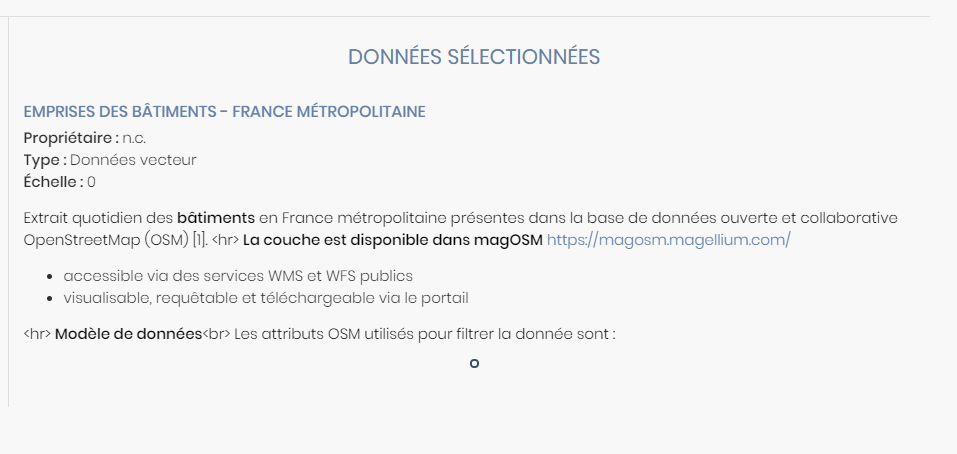 DONNÉES SÉLECTIONNÉES
EMPRISES DES BÂTIMENTS - FRANCE MÉTROPOLITAINE
Propriétaire : n.c.
Type : Données vecteur
Échelle : 0
Extrait quotidien des bâtiments en France métropolitaine présentes dans la base de données ouverte et collaborative
OpenStreetMap (OSM) [1]. <hr> La couche est disponible dans magOSM https://magosm.magellium.com/
• accessible via des services WMS et WFS publics
• visualisable, requêtable et téléchargeable via le portail
<hr> Modèle de données<br> Les attributs OSM utilisés pour filtrer la donnée sont :